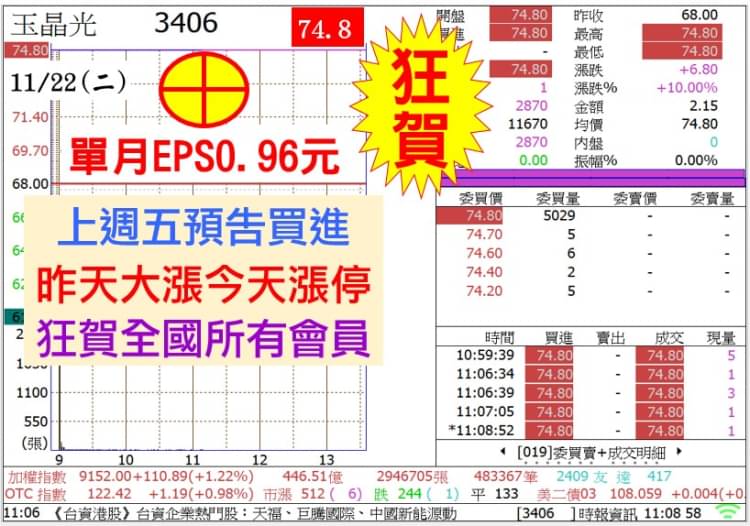 玉晶光 3406 74.8
開盤 74.80 昨收 68.00
買進 74.80 最高 74.80
- 最低 74.80
74.80 漲跌 +6.80
1 漲跌% +10.00%
2870 金額 2.15
11670 均價 74.80
2870 內盤 0
0.00 振幅% 0.00%
74.80
11/22(二)
71.40
69.70
68.00
單月EPS0.96元
狂賀
上週五預告買進
昨天大漲今天漲停
狂賀全國所有會員
1100
550
(張)
9 10 11 12 13
委買價 委買量 委賣價 委賣量
74.80 5029 - -
74.70 5 - -
74.60 6 - -
74.40 2 - -
74.20 5 - -
時間 買進 賣出 成交 現量
10:59:39 74.80 - 74.80 5
11:06:34 74.80 - 74.80 1
11:06:39 74.80 - 74.80 3
11:07:05 74.80 - 74.80 1
*11:08:52 74.80 - 74.80 1
[019]委買賣+成交明細
加權指數 9152.00 +110.89(+1.22%) 446.51億 2946705張 483367筆 2409 友達 417
OTC 指數 122.42 +1.19(+0.98%) 市漲 512 ( 6) 跌 244 ( 1) 平 133 美二債03 108.059 +0.004(+0
11:06 《台資港股》台資企業熱門股：天福、巨騰國際、中國新能源動 [3406 ] 時報資訊 11:08 58